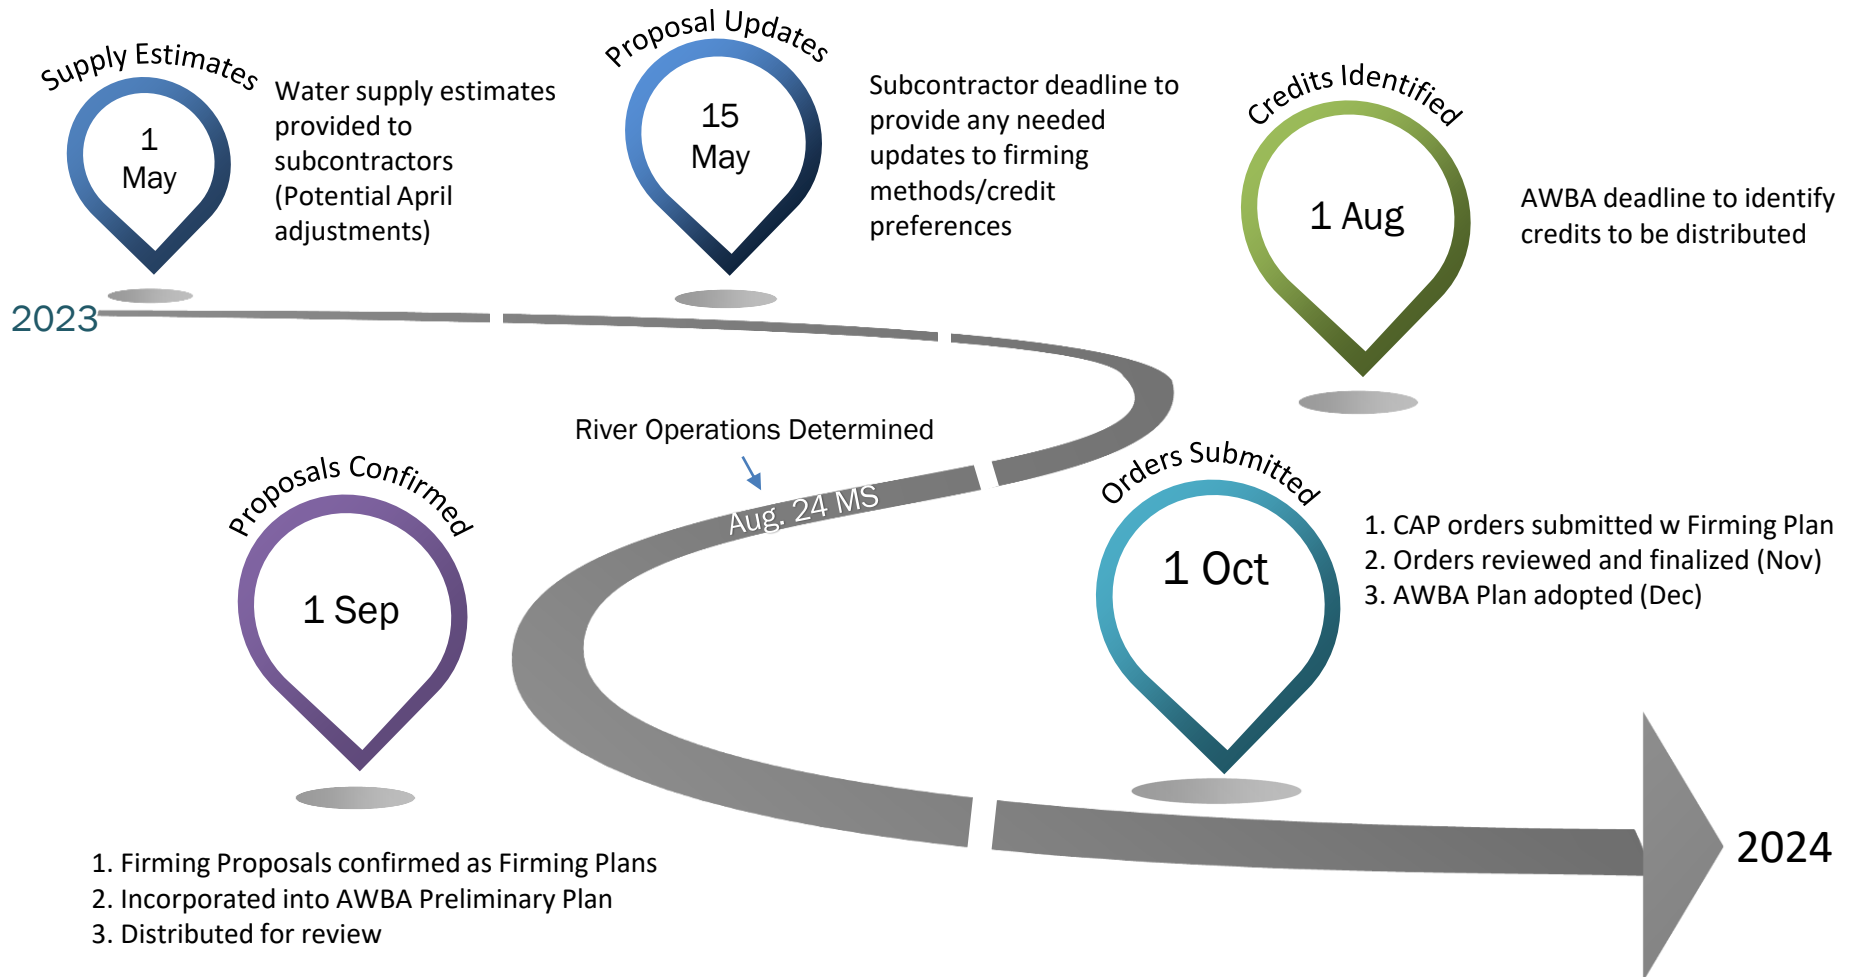 Supply Estimates
1
May
Water supply estimates
provided to
subcontractors
(Potential April
adjustments)
Proposal Updates
15
May
Subcontractor deadline to
provide any needed
updates to firming
methods/credit
preferences
Credits Identified
1 Aug
AWBA deadline to identify
credits to be distributed
2023
River Operations Determined
Aug. 24 MS
Proposals Confirmed
1 Sep
1. Firming Proposals confirmed as Firming Plans
2. Incorporated into AWBA Preliminary Plan
3. Distributed for review
Orders Submitted
1 Oct
1. CAP orders submitted w Firming Plan
2. Orders reviewed and finalized (Nov)
3. AWBA Plan adopted (Dec)
2024